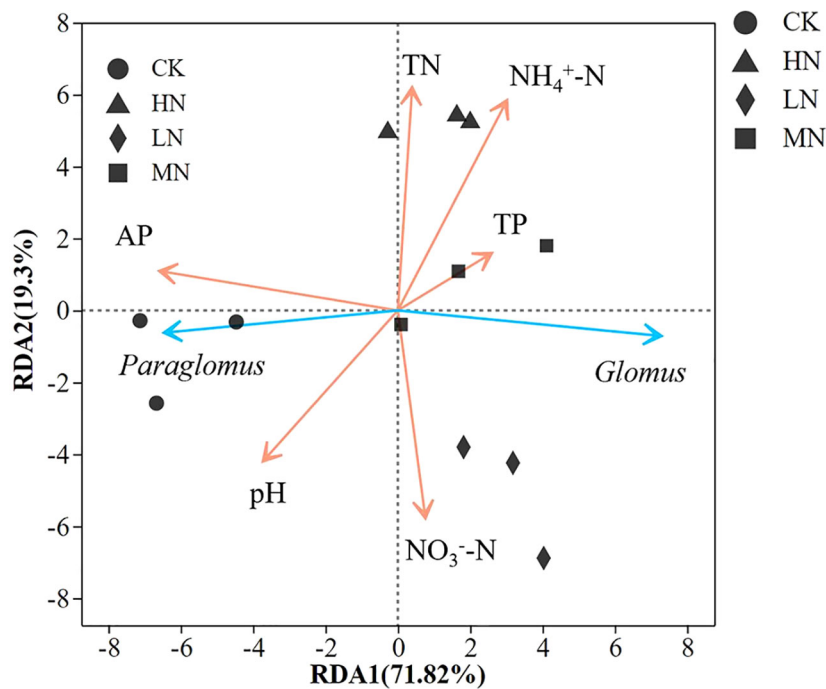 CK
HN
LN
MN
CK
HN
LN
MN
TN
NH₄⁺-N
TP
AP
Paraglomus
Glomus
pH
NO₃⁻-N
8
6
4
2
0
-2
-4
-6
-8
RDA2(19.3%)
-8
-6
-4
-2
0
2
4
6
8
RDA1(71.82%)